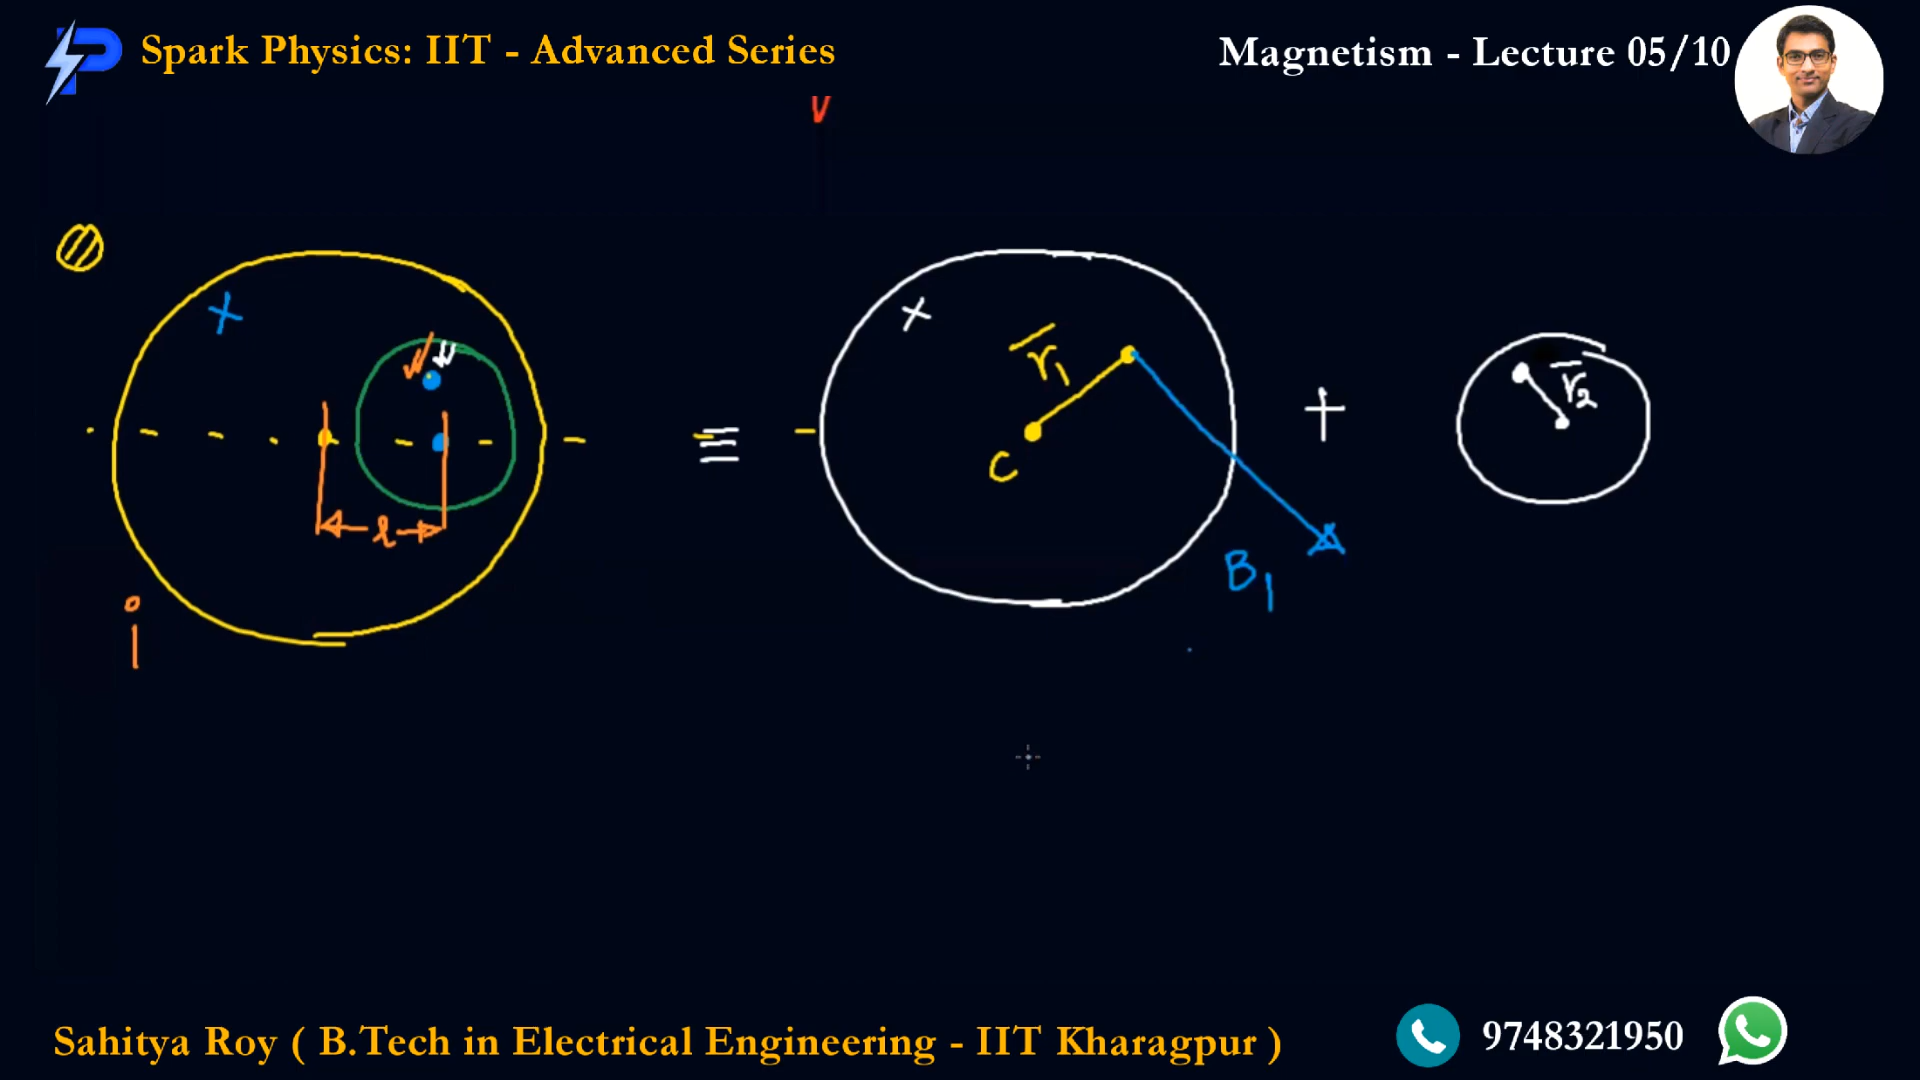 Spark Physics: IIT - Advanced Series
Magnetism - Lecture 05/10
r₁
r₂
C
l
B₁
i
Sahitya Roy ( B.Tech in Electrical Engineering - IIT Kharagpur )
9748321950